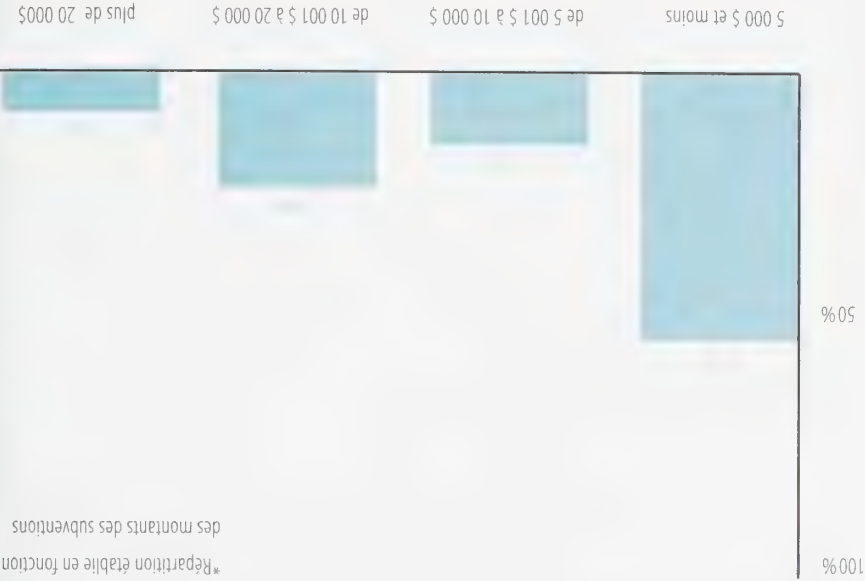 *Répartition établie en fonction
des montants des subventions
100%
50%
5 000 $ et moins
de 5 001 $ à 10 000 $
de 10 001 $ à 20 000 $
plus de 20 000$